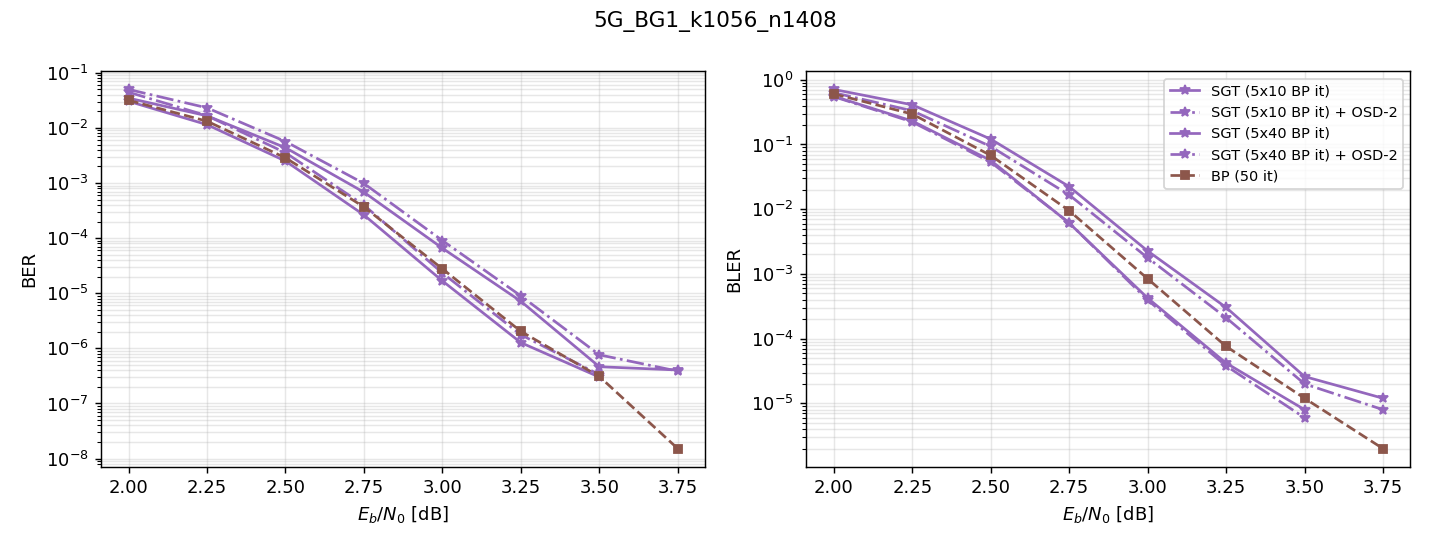 5G_BG1_k1056_n1408
BER
10⁻¹
10⁻²
10⁻³
10⁻⁴
10⁻⁵
10⁻⁶
10⁻⁷
10⁻⁸
2.00 2.25 2.50 2.75 3.00 3.25 3.50 3.75
E_b/N_0 [dB]
BLER
10⁰
10⁻¹
10⁻²
10⁻³
10⁻⁴
10⁻⁵
SGT (5x10 BP it)
SGT (5x10 BP it) + OSD-2
SGT (5x40 BP it)
SGT (5x40 BP it) + OSD-2
BP (50 it)
2.00 2.25 2.50 2.75 3.00 3.25 3.50 3.75
E_b/N_0 [dB]